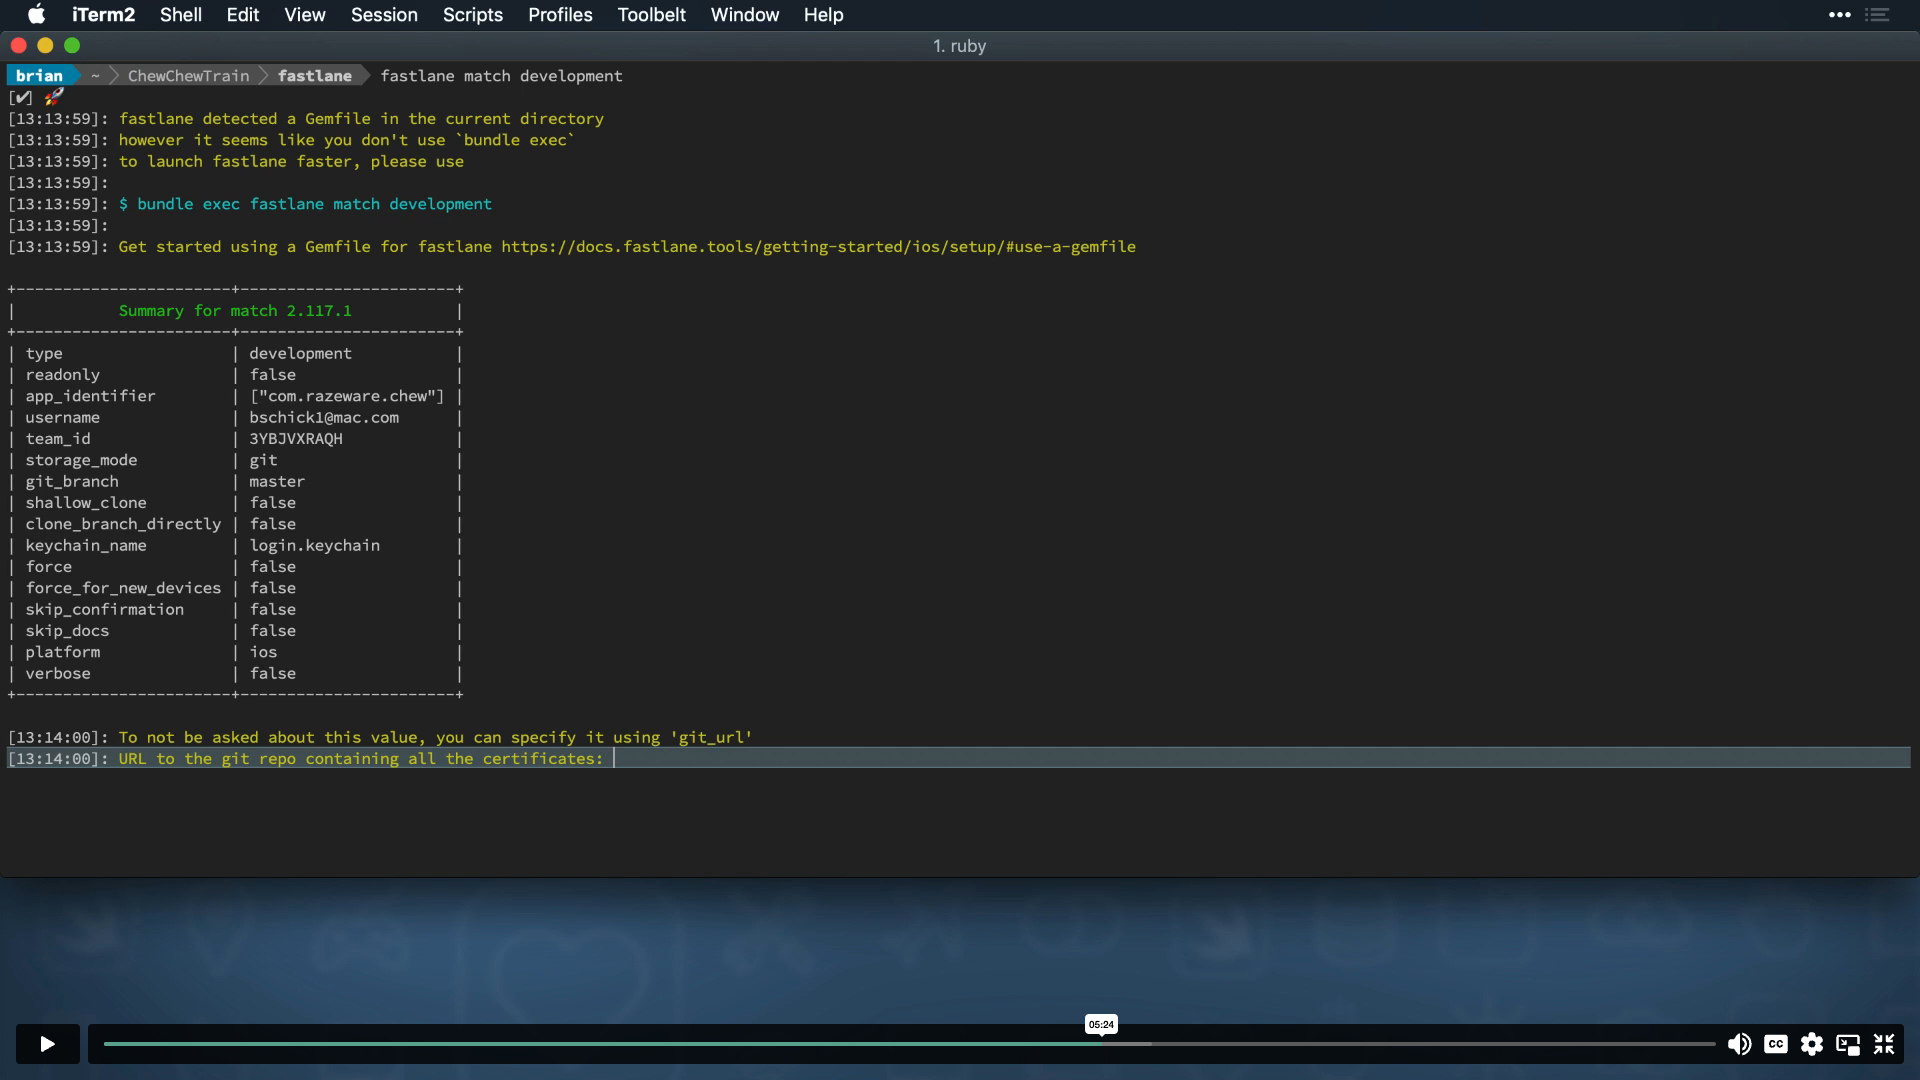 iTerm2 Shell Edit View Session Scripts Profiles Toolbelt Window Help
1. ruby
brian ~ ChewChewTrain fastlane fastlane match development
[✔] 🚀
[13:13:59]: fastlane detected a Gemfile in the current directory
[13:13:59]: however it seems like you don't use `bundle exec`
[13:13:59]: to launch fastlane faster, please use
[13:13:59]:
[13:13:59]: $ bundle exec fastlane match development
[13:13:59]:
[13:13:59]: Get started using a Gemfile for fastlane https://docs.fastlane.tools/getting-started/ios/setup/#use-a-gemfile
+-----------------------+-----------------------+
| Summary for match 2.117.1 |
+-----------------------+-----------------------+
| type | development |
| readonly | false |
| app_identifier | ["com.razeware.chew"] |
| username | bschick1@mac.com |
| team_id | 3YBJVXRAQH |
| storage_mode | git |
| git_branch | master |
| shallow_clone | false |
| clone_branch_directly | false |
| keychain_name | login.keychain |
| force | false |
| force_for_new_devices | false |
| skip_confirmation | false |
| skip_docs | false |
| platform | ios |
| verbose | false |
+-----------------------+-----------------------+
[13:14:00]: To not be asked about this value, you can specify it using 'git_url'
[13:14:00]: URL to the git repo containing all the certificates:
05:24
CC